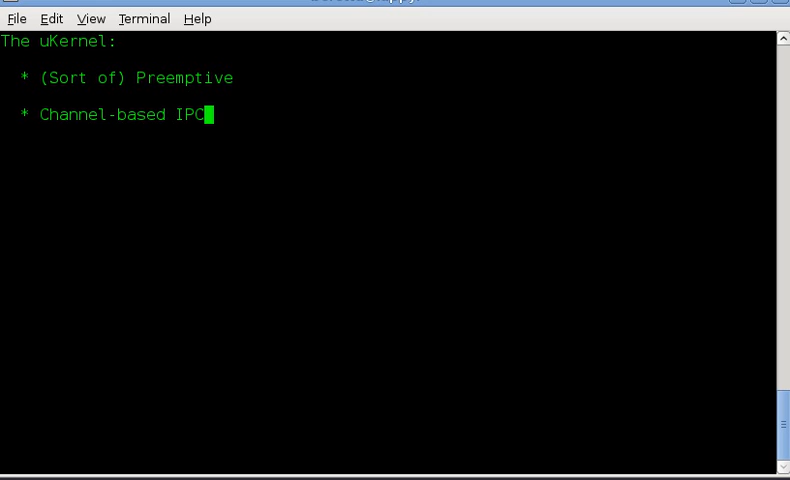 File Edit View Terminal Help
The uKernel:
* (Sort of) Preemptive
* Channel-based IPC